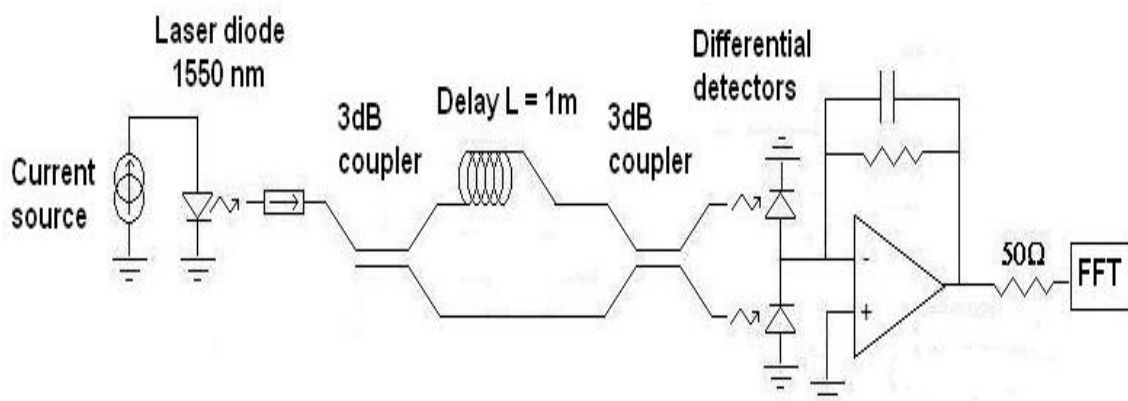 Laser diode
1550 nm
Differential
detectors
Delay L = 1m
3dB
coupler
3dB
coupler
Current
source
-
+
50Ω
FFT